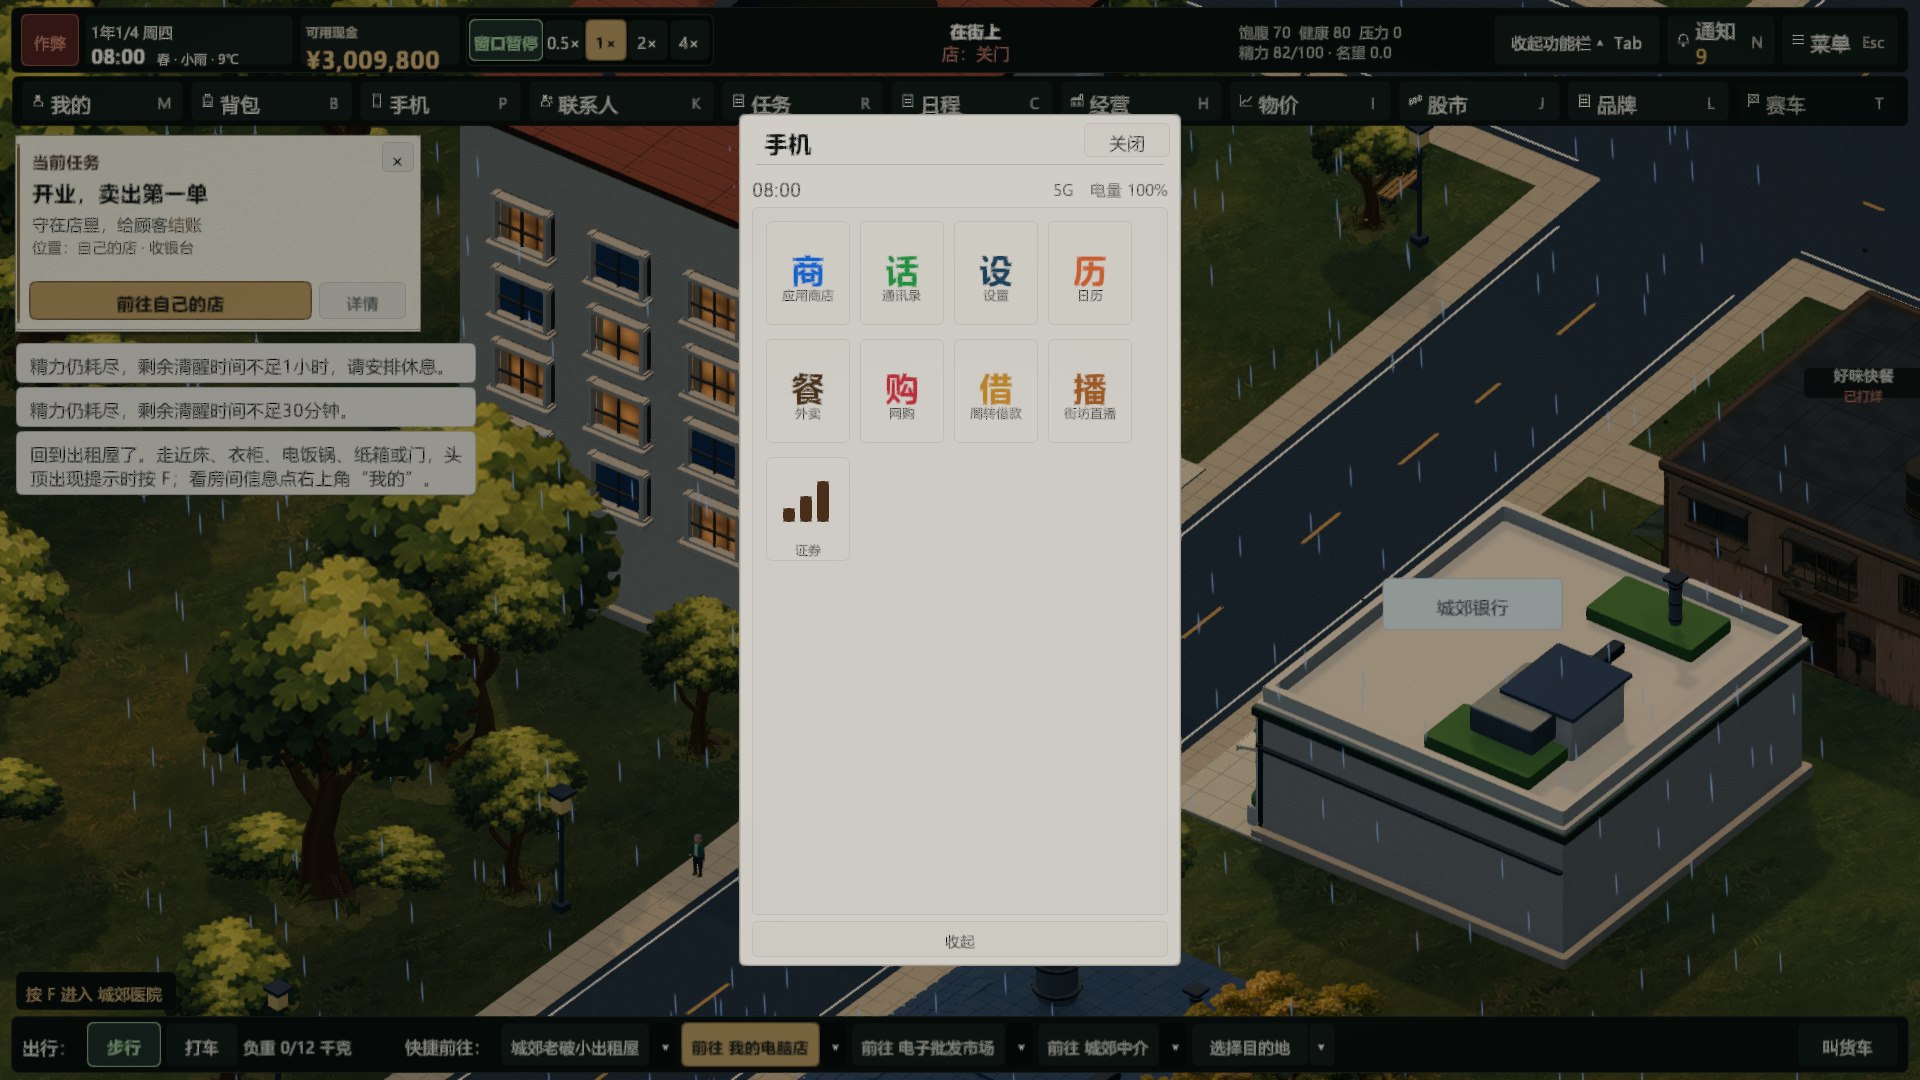 作弊
1年1/4 周四
08:00 春·小雨·9℃
可用现金
¥3,009,800
窗口暂停 0.5× 1× 2× 4×
在街上
店：关门
饱腹 70 健康 80 压力 0
精力 82/100·名望 0.0
收起功能栏 Tab
通知 9 N
菜单 Esc
我的 M
背包 B
手机 P
联系人 K
任务 R
日程 C
经营 H
物价 I
股市 J
品牌 L
赛车 T
当前任务
×
开业，卖出第一单
守在店里，给顾客结账
位置：自己的店·收银台
前往自己的店
详情
精力仍耗尽，剩余清醒时间不足1小时，请安排休息。
精力仍耗尽，剩余清醒时间不足30分钟。
回到出租屋了。走近床、衣柜、电饭锅、纸箱或门，头
顶出现提示时按 F；看房间信息点右上角“我的”。
手机
关闭
08:00
5G 电量 100%
商
应用商店
话
通讯录
设
设置
历
日历
餐
外卖
购
网购
借
周转借款
播
街坊直播
证券
收起
好味快餐
已打烊
城郊银行
按 F 进入 城郊医院
出行：
步行
打车
负重 0/12 千克
快捷前往：
城郊老破小出租屋
前往 我的电脑店
前往 电子批发市场
前往 城郊中介
选择目的地
叫货车